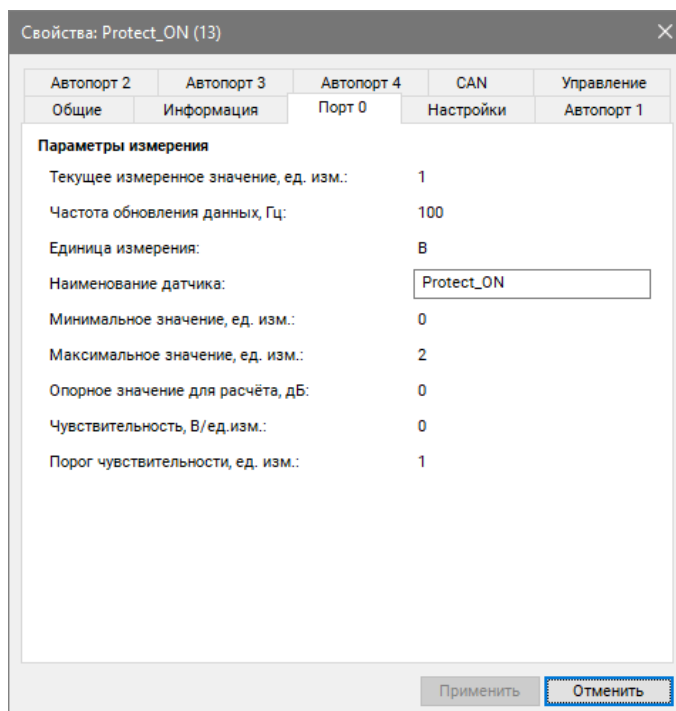 Свойства: Protect_ON (13)
Автопорт 2 Автопорт 3 Автопорт 4 CAN Управление
Общие Информация Порт 0 Настройки Автопорт 1
Параметры измерения
Текущее измеренное значение, ед. изм.: 1
Частота обновления данных, Гц: 100
Единица измерения: В
Наименование датчика: Protect_ON
Минимальное значение, ед. изм.: 0
Максимальное значение, ед. изм.: 2
Опорное значение для расчёта, дБ: 0
Чувствительность, В/ед.изм.: 0
Порог чувствительности, ед. изм.: 1
Применить Отменить